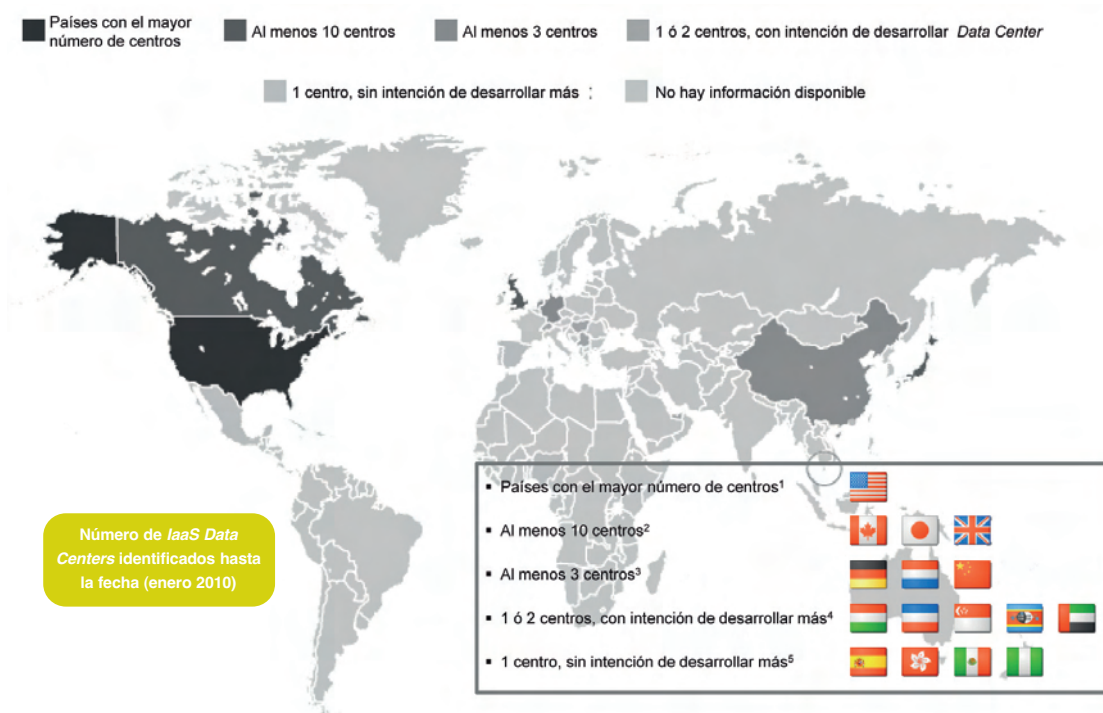 Países con el mayor
número de centros
Al menos 10 centros
Al menos 3 centros
1 ó 2 centros, con intención de desarrollar Data Center
1 centro, sin intención de desarrollar más ;
No hay información disponible
Número de IaaS Data
Centers identificados hasta
la fecha (enero 2010)
▪ Países con el mayor número de centros¹
▪ Al menos 10 centros²
▪ Al menos 3 centros³
▪ 1 ó 2 centros, con intención de desarrollar más⁴
▪ 1 centro, sin intención de desarrollar más⁵